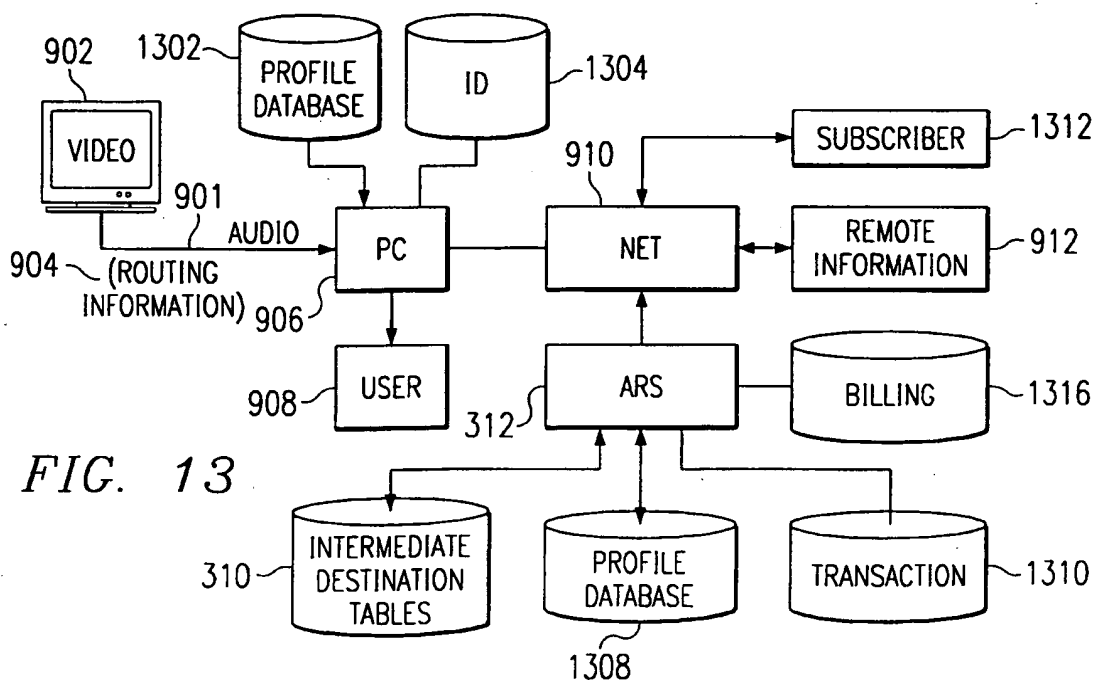 902
1302
PROFILE
DATABASE
ID
1304
VIDEO
901
AUDIO
904
(ROUTING
INFORMATION)
PC
906
910
NET
SUBSCRIBER
1312
REMOTE
INFORMATION
912
USER
908
ARS
312
BILLING
1316
FIG. 13
INTERMEDIATE
DESTINATION
TABLES
310
PROFILE
DATABASE
1308
TRANSACTION
1310